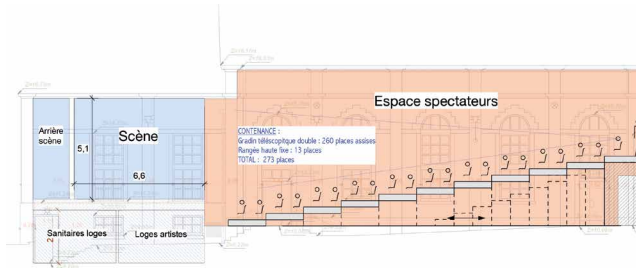 Espace spectateurs
Arrière
scène
Scène
5,1
6,6
CONTENANCE :
Gradin téléscopitque double : 260 places assises
Rangée haute fixe : 13 places
TOTAL : 273 places
Sanitaires loges
Loges artistes